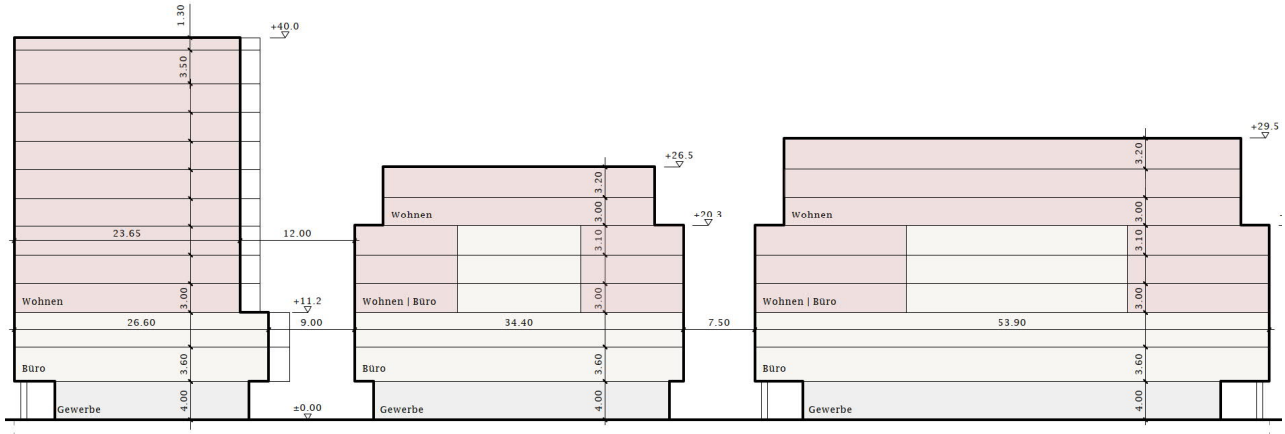 1.30
+40.0
3.50
+29.5
3.20
+26.5
3.20
Wohnen
3.00
Wohnen
3.00
+20.3
23.65
12.00
3.10
3.10
Wohnen
3.00
+11.2
Wohnen | Büro
3.00
Wohnen | Büro
3.00
26.60
9.00
34.40
7.50
53.90
Büro
3.60
Büro
3.60
Büro
3.60
Gewerbe
4.00
±0.00
Gewerbe
4.00
Gewerbe
4.00